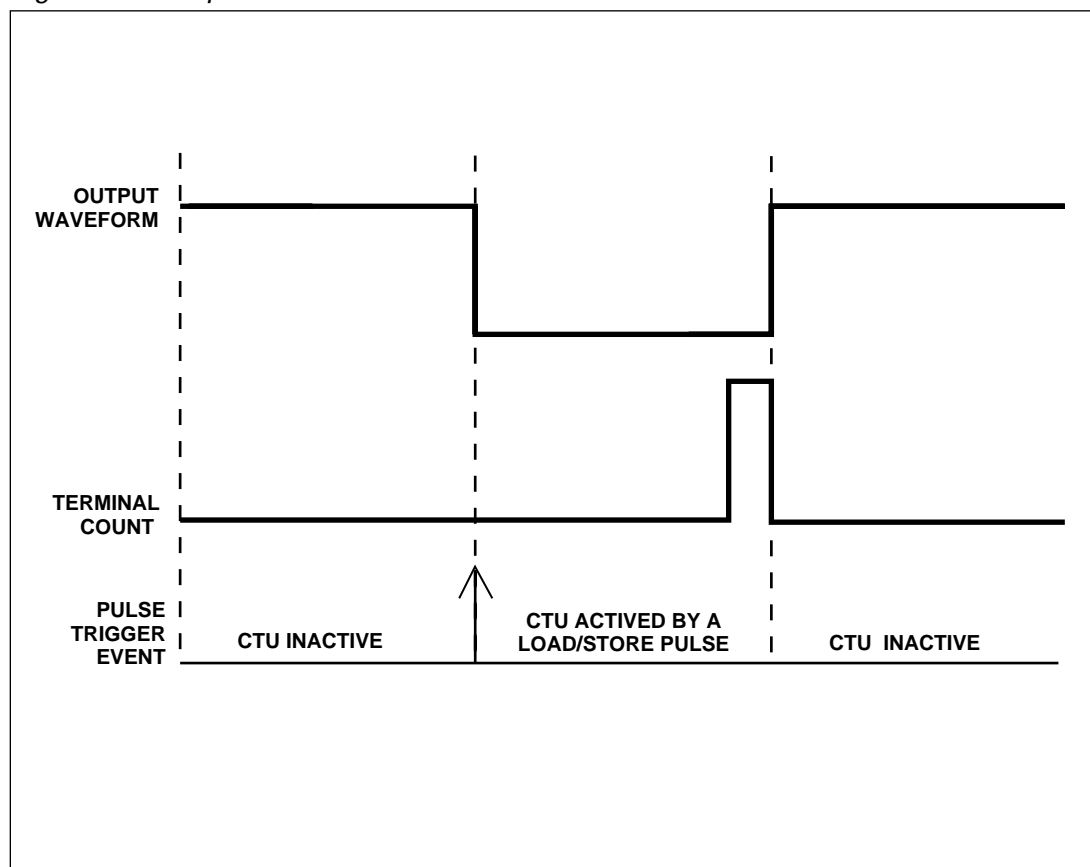 OUTPUT
WAVEFORM
TERMINAL
COUNT
PULSE
TRIGGER
EVENT
CTU INACTIVE
CTU ACTIVED BY A
LOAD/STORE PULSE
CTU INACTIVE